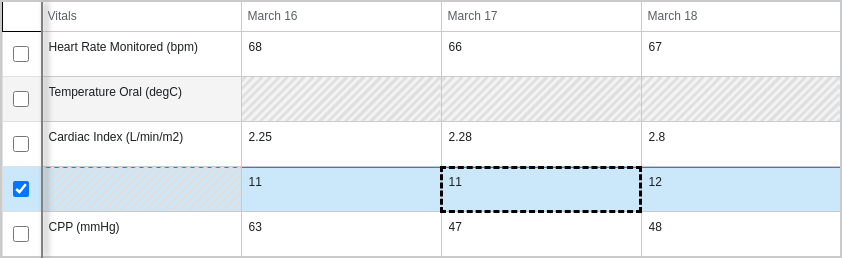 Vitals March 16 March 17 March 18
Heart Rate Monitored (bpm) 68 66 67
Temperature Oral (degC)
Cardiac Index (L/min/m2) 2.25 2.28 2.8
11 11 12
CPP (mmHg) 63 47 48